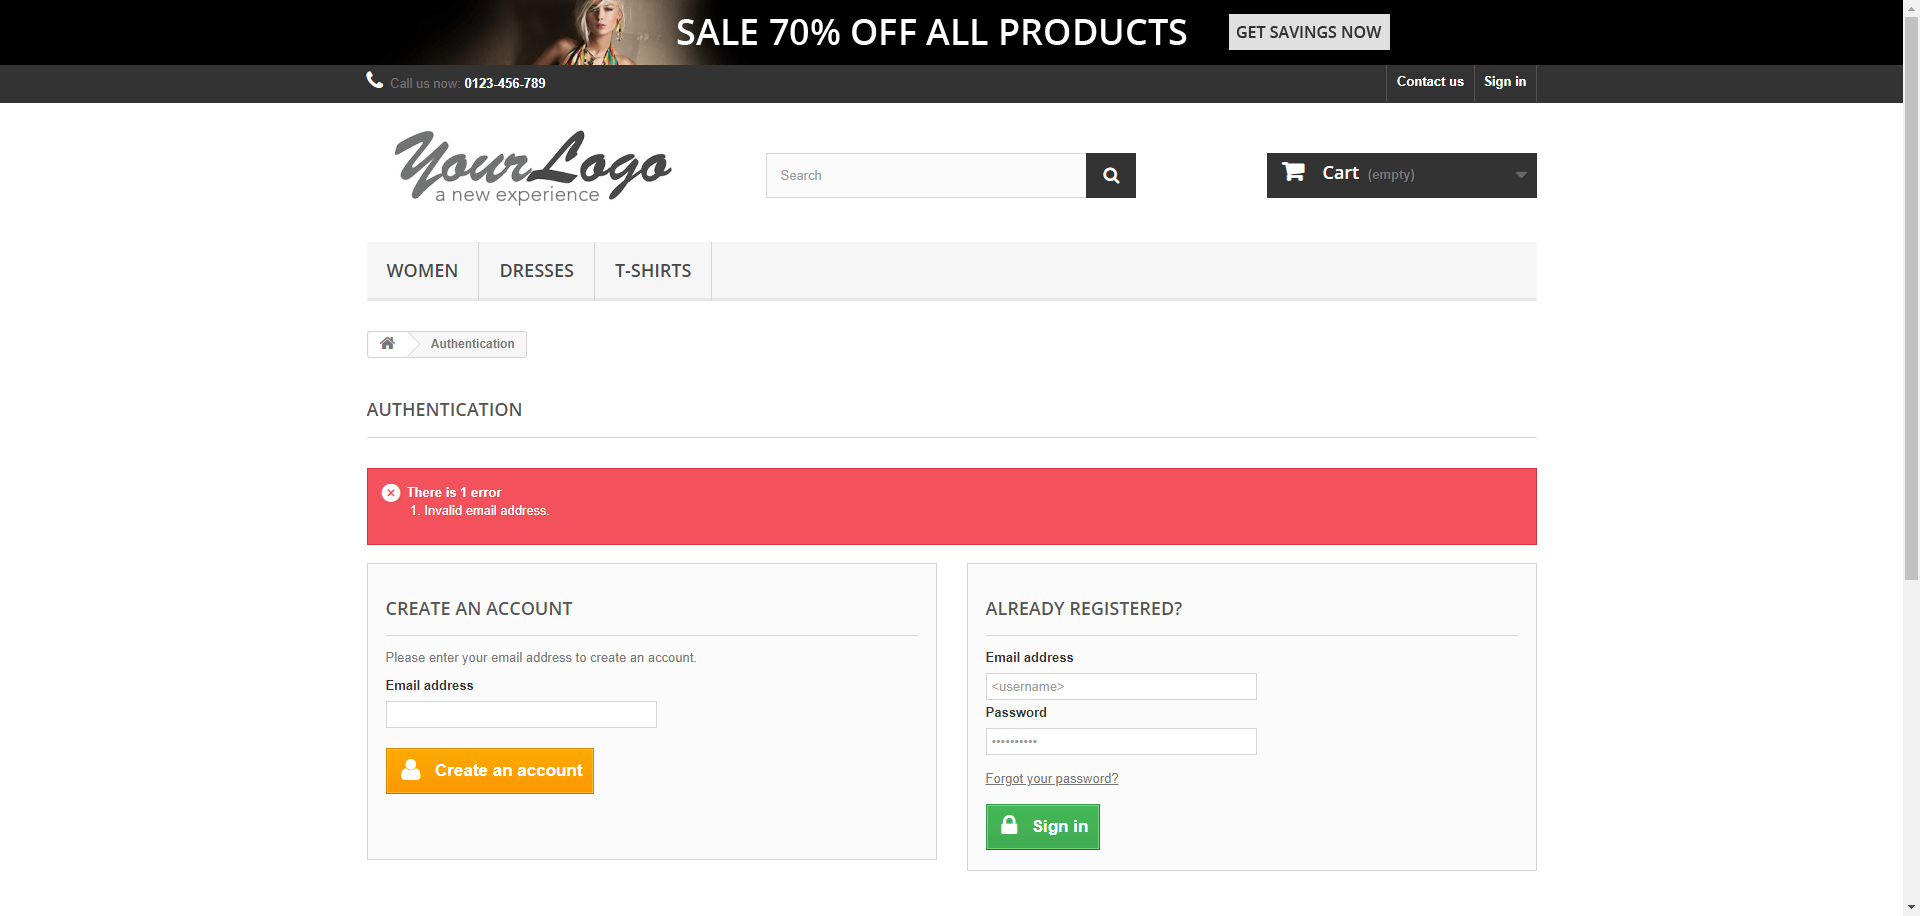 SALE 70% OFF ALL PRODUCTS
GET SAVINGS NOW
Call us now: 0123-456-789
Contact us
Sign in
YourLogo
a new experience
Search
Cart (empty)
WOMEN
DRESSES
T-SHIRTS
Authentication
AUTHENTICATION
There is 1 error
1. Invalid email address.
CREATE AN ACCOUNT
Please enter your email address to create an account.
Email address
Create an account
ALREADY REGISTERED?
Email address
<username>
Password
••••••••••
Forgot your password?
Sign in